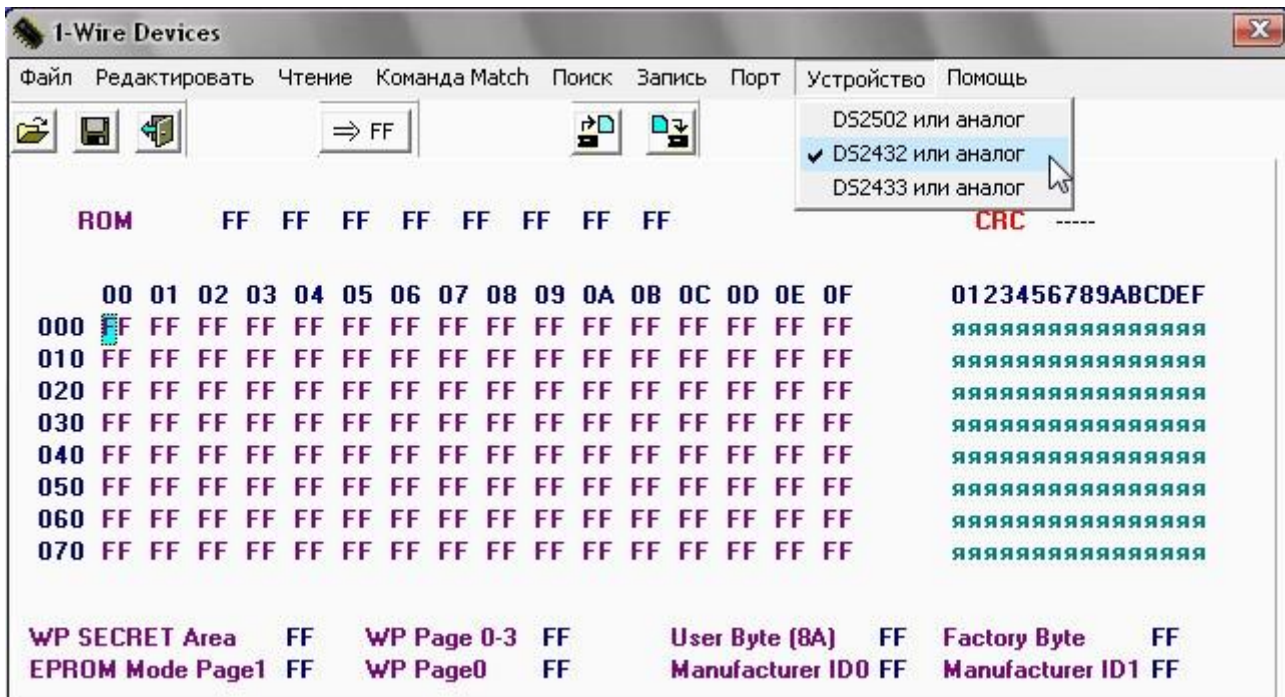 1-Wire Devices
Файл Редактировать Чтение Команда Match Поиск Запись Порт Устройство Помощь
DS2502 или аналог
DS2432 или аналог
DS2433 или аналог
⇒ FF
ROM FF FF FF FF FF FF FF FF CRC -----
00 01 02 03 04 05 06 07 08 09 0A 0B 0C 0D 0E 0F 0123456789ABCDEF
000 FF FF FF FF FF FF FF FF FF FF FF FF FF FF FF FF яяяяяяяяяяяяяяяя
010 FF FF FF FF FF FF FF FF FF FF FF FF FF FF FF FF яяяяяяяяяяяяяяяя
020 FF FF FF FF FF FF FF FF FF FF FF FF FF FF FF FF яяяяяяяяяяяяяяяя
030 FF FF FF FF FF FF FF FF FF FF FF FF FF FF FF FF яяяяяяяяяяяяяяяя
040 FF FF FF FF FF FF FF FF FF FF FF FF FF FF FF FF яяяяяяяяяяяяяяяя
050 FF FF FF FF FF FF FF FF FF FF FF FF FF FF FF FF яяяяяяяяяяяяяяяя
060 FF FF FF FF FF FF FF FF FF FF FF FF FF FF FF FF яяяяяяяяяяяяяяяя
070 FF FF FF FF FF FF FF FF FF FF FF FF FF FF FF FF яяяяяяяяяяяяяяяя
WP SECRET Area FF WP Page 0-3 FF User Byte (8A) FF Factory Byte FF
EPROM Mode Page1 FF WP Page0 FF Manufacturer ID0 FF Manufacturer ID1 FF